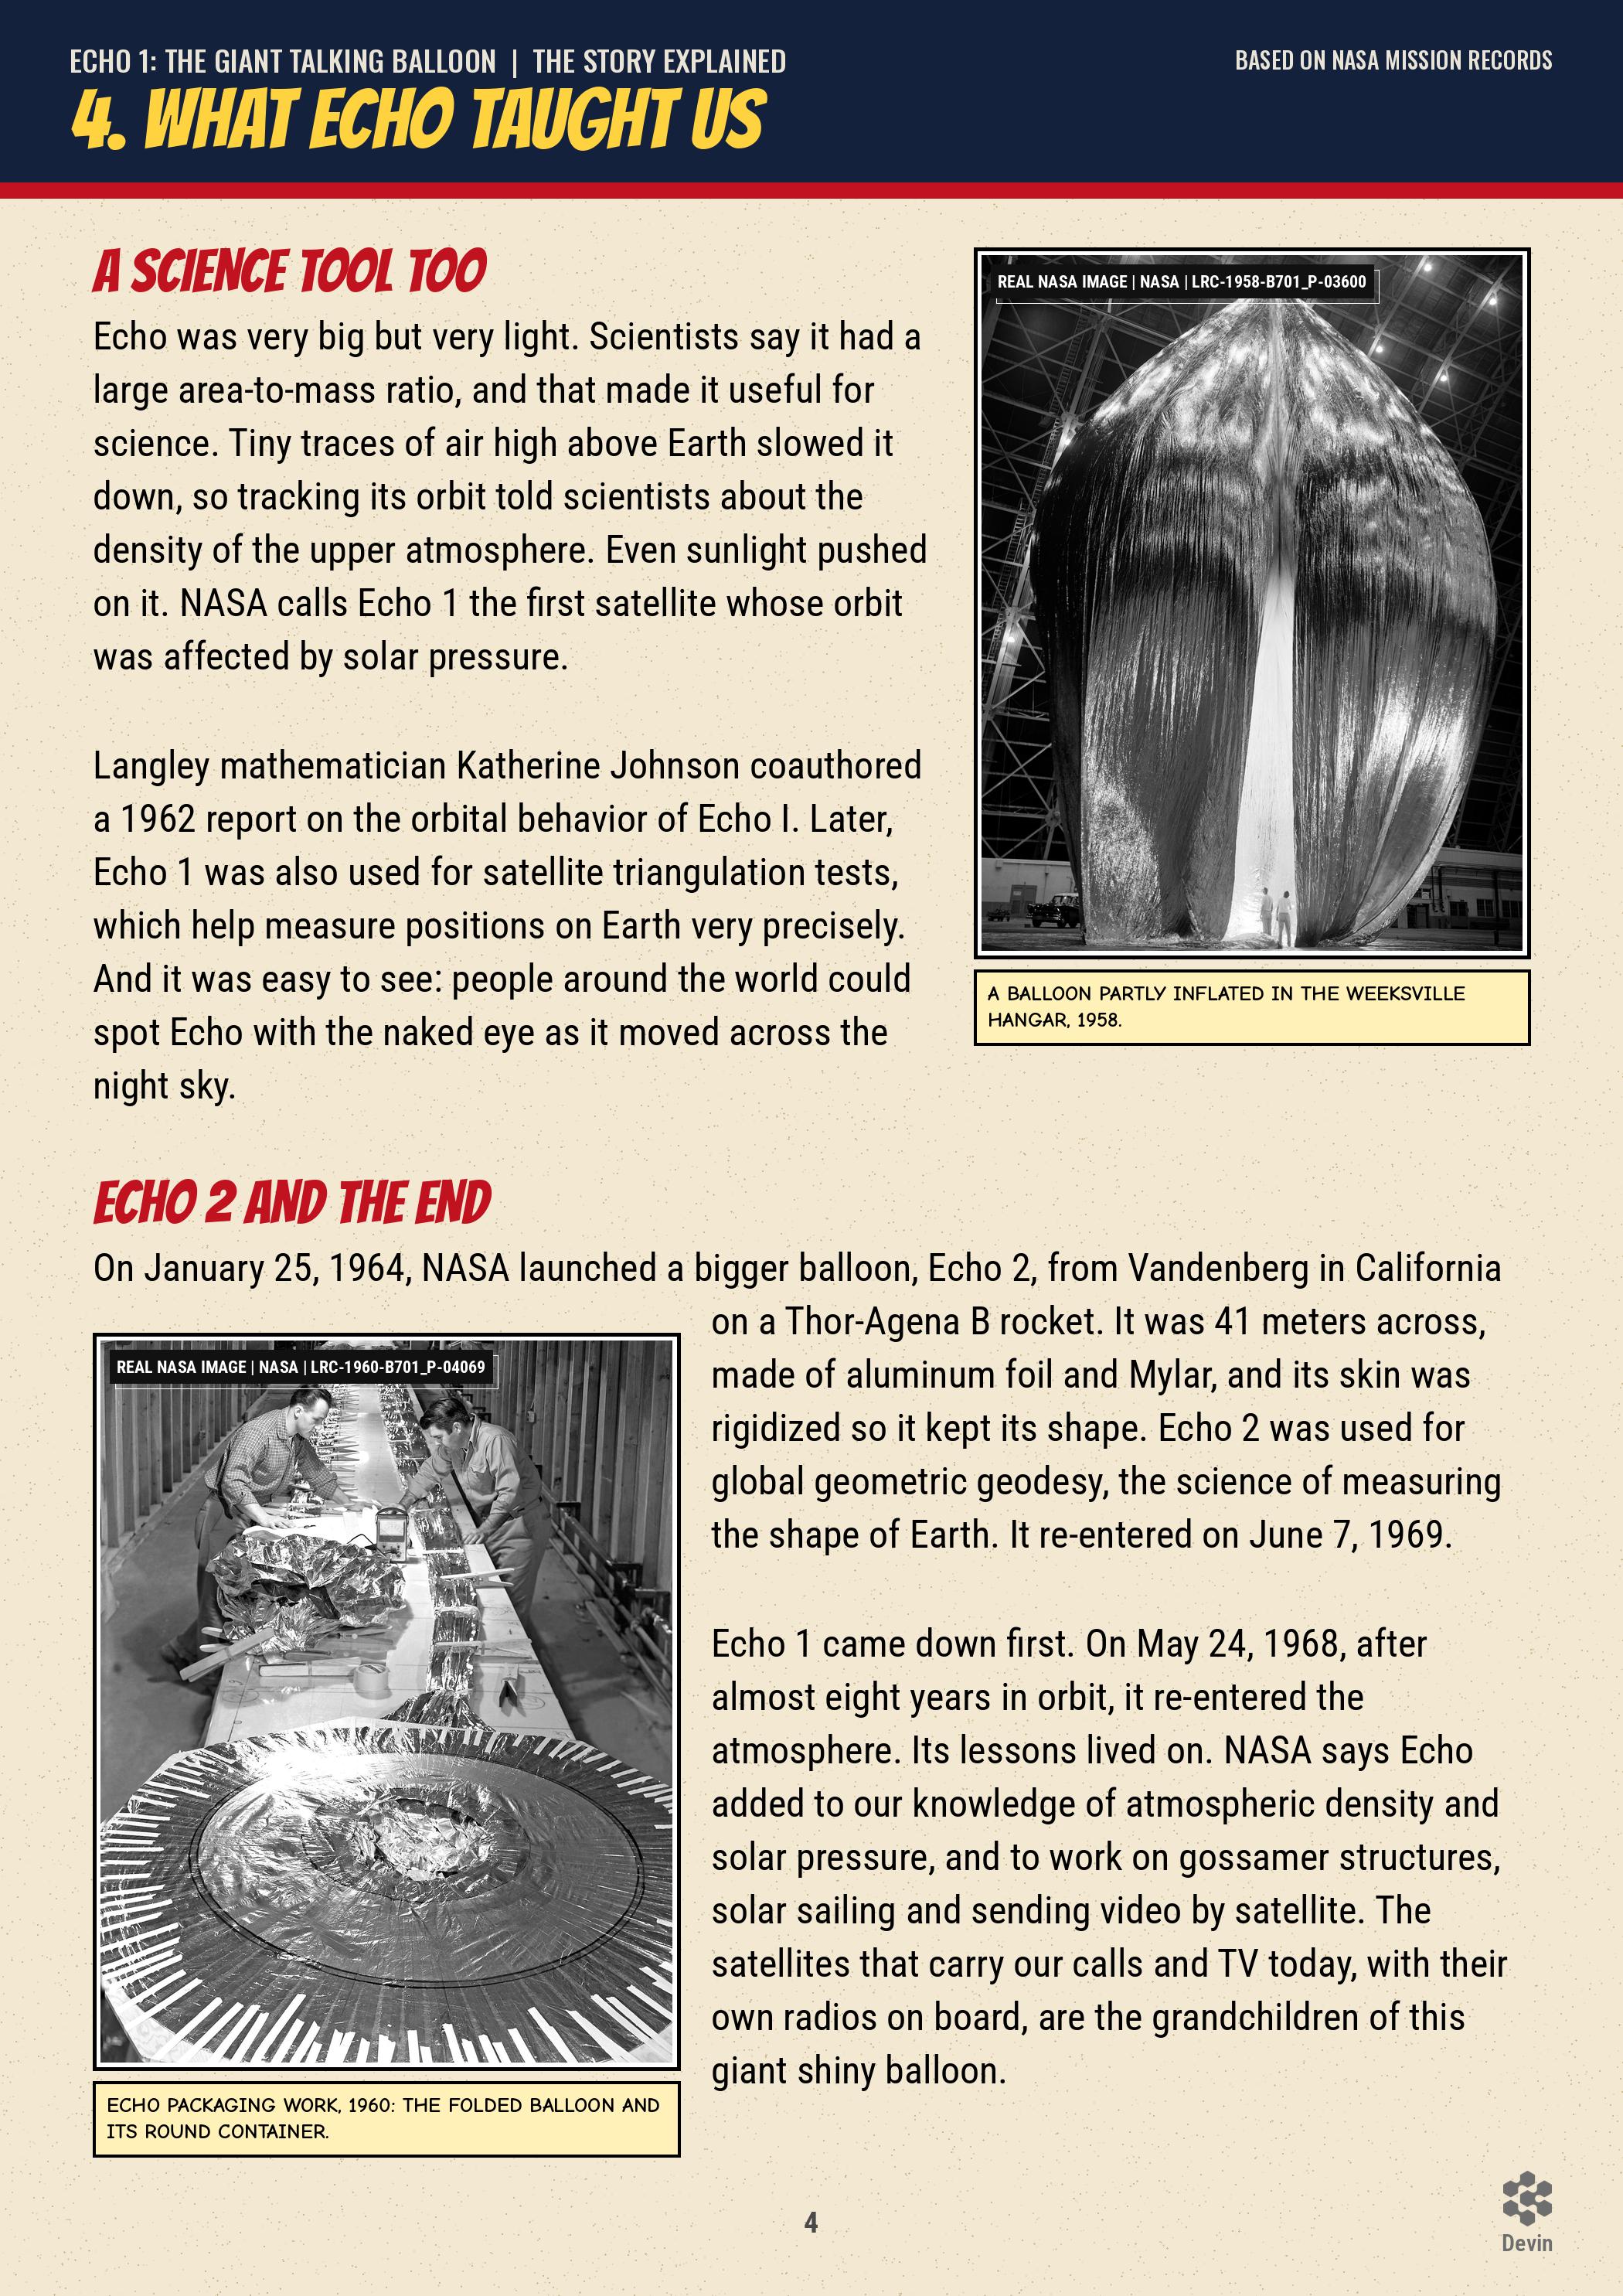 ECHO 1: THE GIANT TALKING BALLOON | THE STORY EXPLAINED
BASED ON NASA MISSION RECORDS
4. WHAT ECHO TAUGHT US
A SCIENCE TOOL TOO
Echo was very big but very light. Scientists say it had a
large area-to-mass ratio, and that made it useful for
science. Tiny traces of air high above Earth slowed it
down, so tracking its orbit told scientists about the
density of the upper atmosphere. Even sunlight pushed
on it. NASA calls Echo 1 the first satellite whose orbit
was affected by solar pressure.
Langley mathematician Katherine Johnson coauthored
a 1962 report on the orbital behavior of Echo I. Later,
Echo 1 was also used for satellite triangulation tests,
which help measure positions on Earth very precisely.
And it was easy to see: people around the world could
spot Echo with the naked eye as it moved across the
night sky.
REAL NASA IMAGE | NASA | LRC-1958-B701_P-03600
A BALLOON PARTLY INFLATED IN THE WEEKSVILLE
HANGAR, 1958.
ECHO 2 AND THE END
On January 25, 1964, NASA launched a bigger balloon, Echo 2, from Vandenberg in California
on a Thor-Agena B rocket. It was 41 meters across,
made of aluminum foil and Mylar, and its skin was
rigidized so it kept its shape. Echo 2 was used for
global geometric geodesy, the science of measuring
the shape of Earth. It re-entered on June 7, 1969.
Echo 1 came down first. On May 24, 1968, after
almost eight years in orbit, it re-entered the
atmosphere. Its lessons lived on. NASA says Echo
added to our knowledge of atmospheric density and
solar pressure, and to work on gossamer structures,
solar sailing and sending video by satellite. The
satellites that carry our calls and TV today, with their
own radios on board, are the grandchildren of this
giant shiny balloon.
REAL NASA IMAGE | NASA | LRC-1960-B701_P-04069
ECHO PACKAGING WORK, 1960: THE FOLDED BALLOON AND
ITS ROUND CONTAINER.
4
Devin